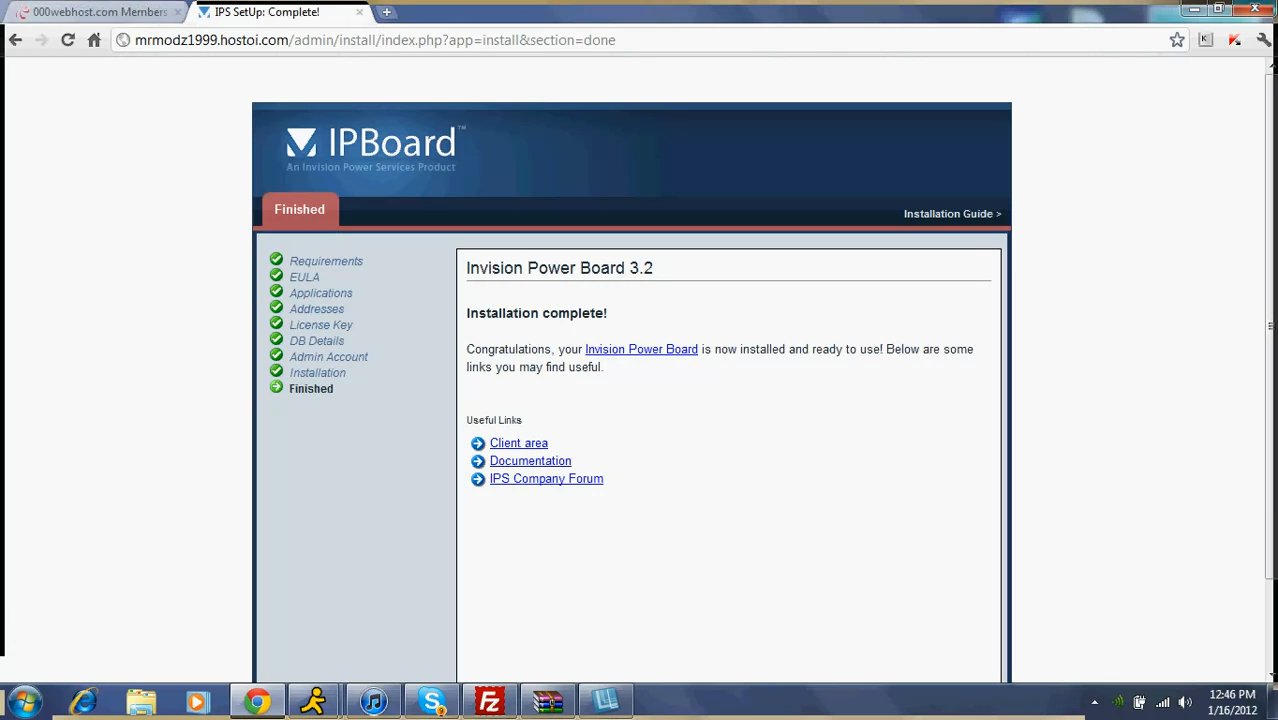 000webhost.com Members
IPS SetUp: Complete!
mrmodz1999.hostoi.com/admin/install/index.php?app=install&section=done
IPBoard™
An Invision Power Services Product
Finished
Installation Guide >
Requirements
EULA
Applications
Addresses
License Key
DB Details
Admin Account
Installation
Finished
Invision Power Board 3.2
Installation complete!
Congratulations, your Invision Power Board is now installed and ready to use! Below are some
links you may find useful.
Useful Links
Client area
Documentation
IPS Company Forum
12:46 PM
1/16/2012